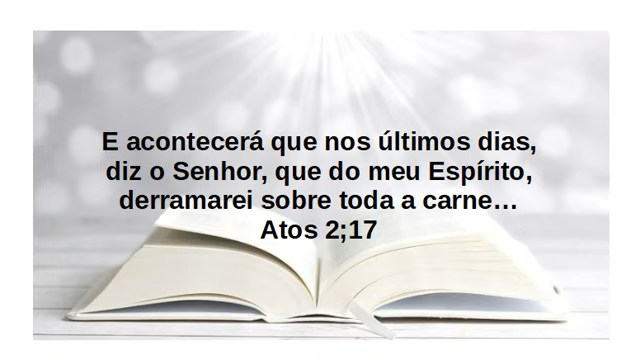 E acontecerá que nos últimos dias,
diz o Senhor, que do meu Espírito,
derramarei sobre toda a carne…
Atos 2;17